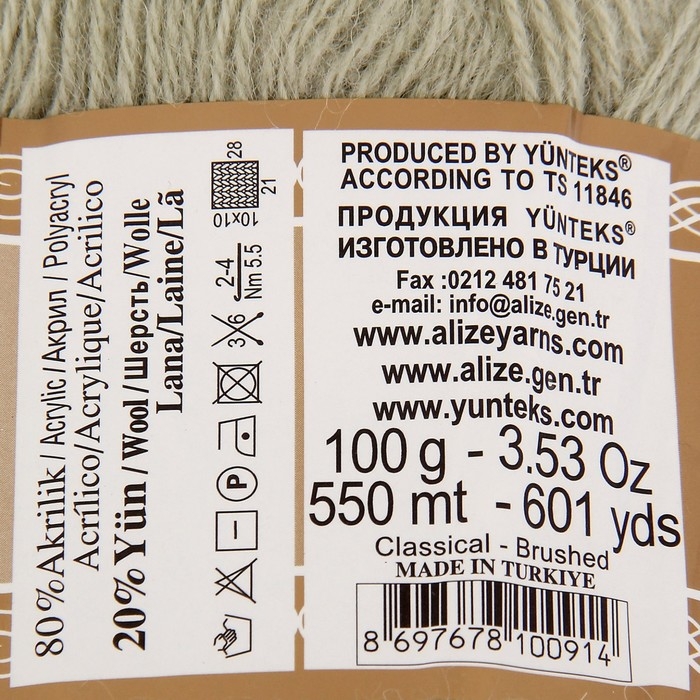 80%Akrilik / Acrylic / Акрил / Polyacryl
Acrílico/Acrylique/Acrilico
20%Yün / Wool / Шерсть/Wolle
Lana/Laine/Lã
P
3 6
2-4
Nm 5.5
10x10
28
21
PRODUCED BY YÜNTEKS®
ACCORDING TO TS 11846
ПРОДУКЦИЯ YÜNTEKS®
ИЗГОТОВЛЕНО В ТУРЦИИ
Fax :0212 481 75 21
e-mail: info@alize.gen.tr
www.alizeyarns.com
www.alize.gen.tr
www.yunteks.com
100 g - 3.53 Oz
550 mt - 601 yds
Classical - Brushed
MADE IN TURKIYE
8 697678 100914